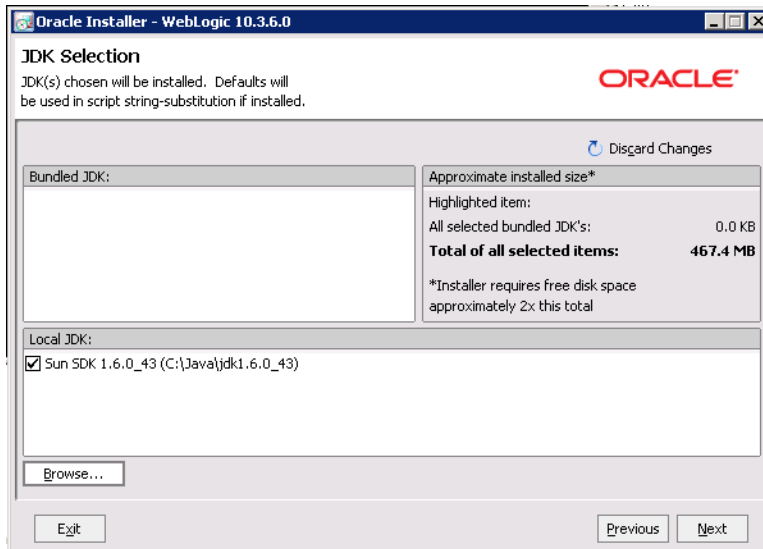 Oracle Installer - WebLogic 10.3.6.0
JDK Selection
JDK(s) chosen will be installed. Defaults will
be used in script string-substitution if installed.
ORACLE
Discard Changes
Bundled JDK:
Approximate installed size*
Highlighted item:
All selected bundled JDK's: 0.0 KB
Total of all selected items: 467.4 MB
*Installer requires free disk space
approximately 2x this total
Local JDK:
Sun SDK 1.6.0_43 (C:\Java\jdk1.6.0_43)
Browse...
Exit
Previous
Next